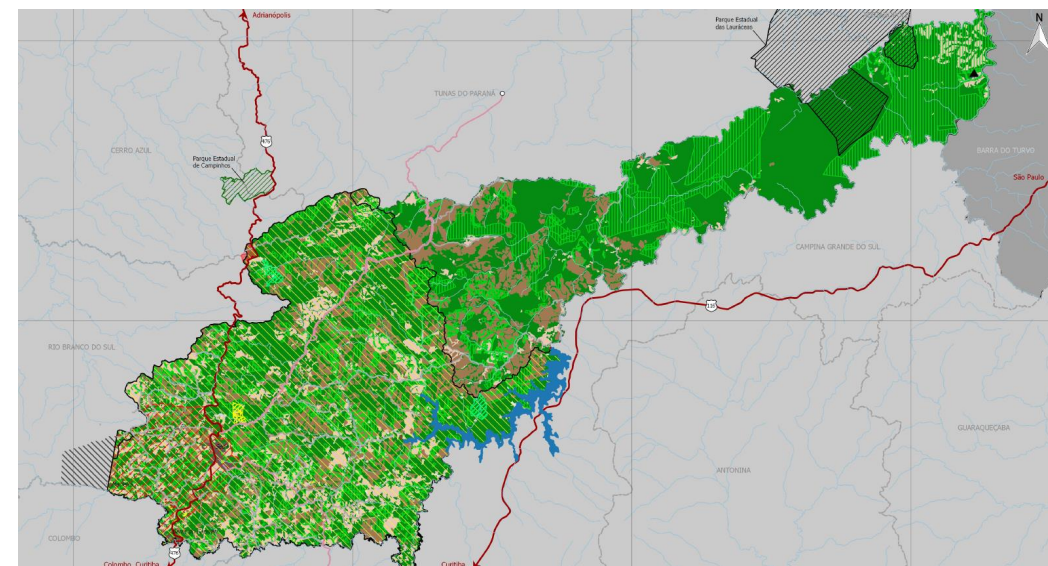 Adrianópolis
Parque Estadual
das Lauráceas
N
TUNAS DO PARANÁ
476
CERRO AZUL
Parque Estadual
de Campinhos
BARRA DO TURVO
São Paulo
CAMPINA GRANDE DO SUL
116
RIO BRANCO DO SUL
GUARAQUEÇABA
ANTONINA
COLOMBO
476
Colombo, Curitiba
Curitiba